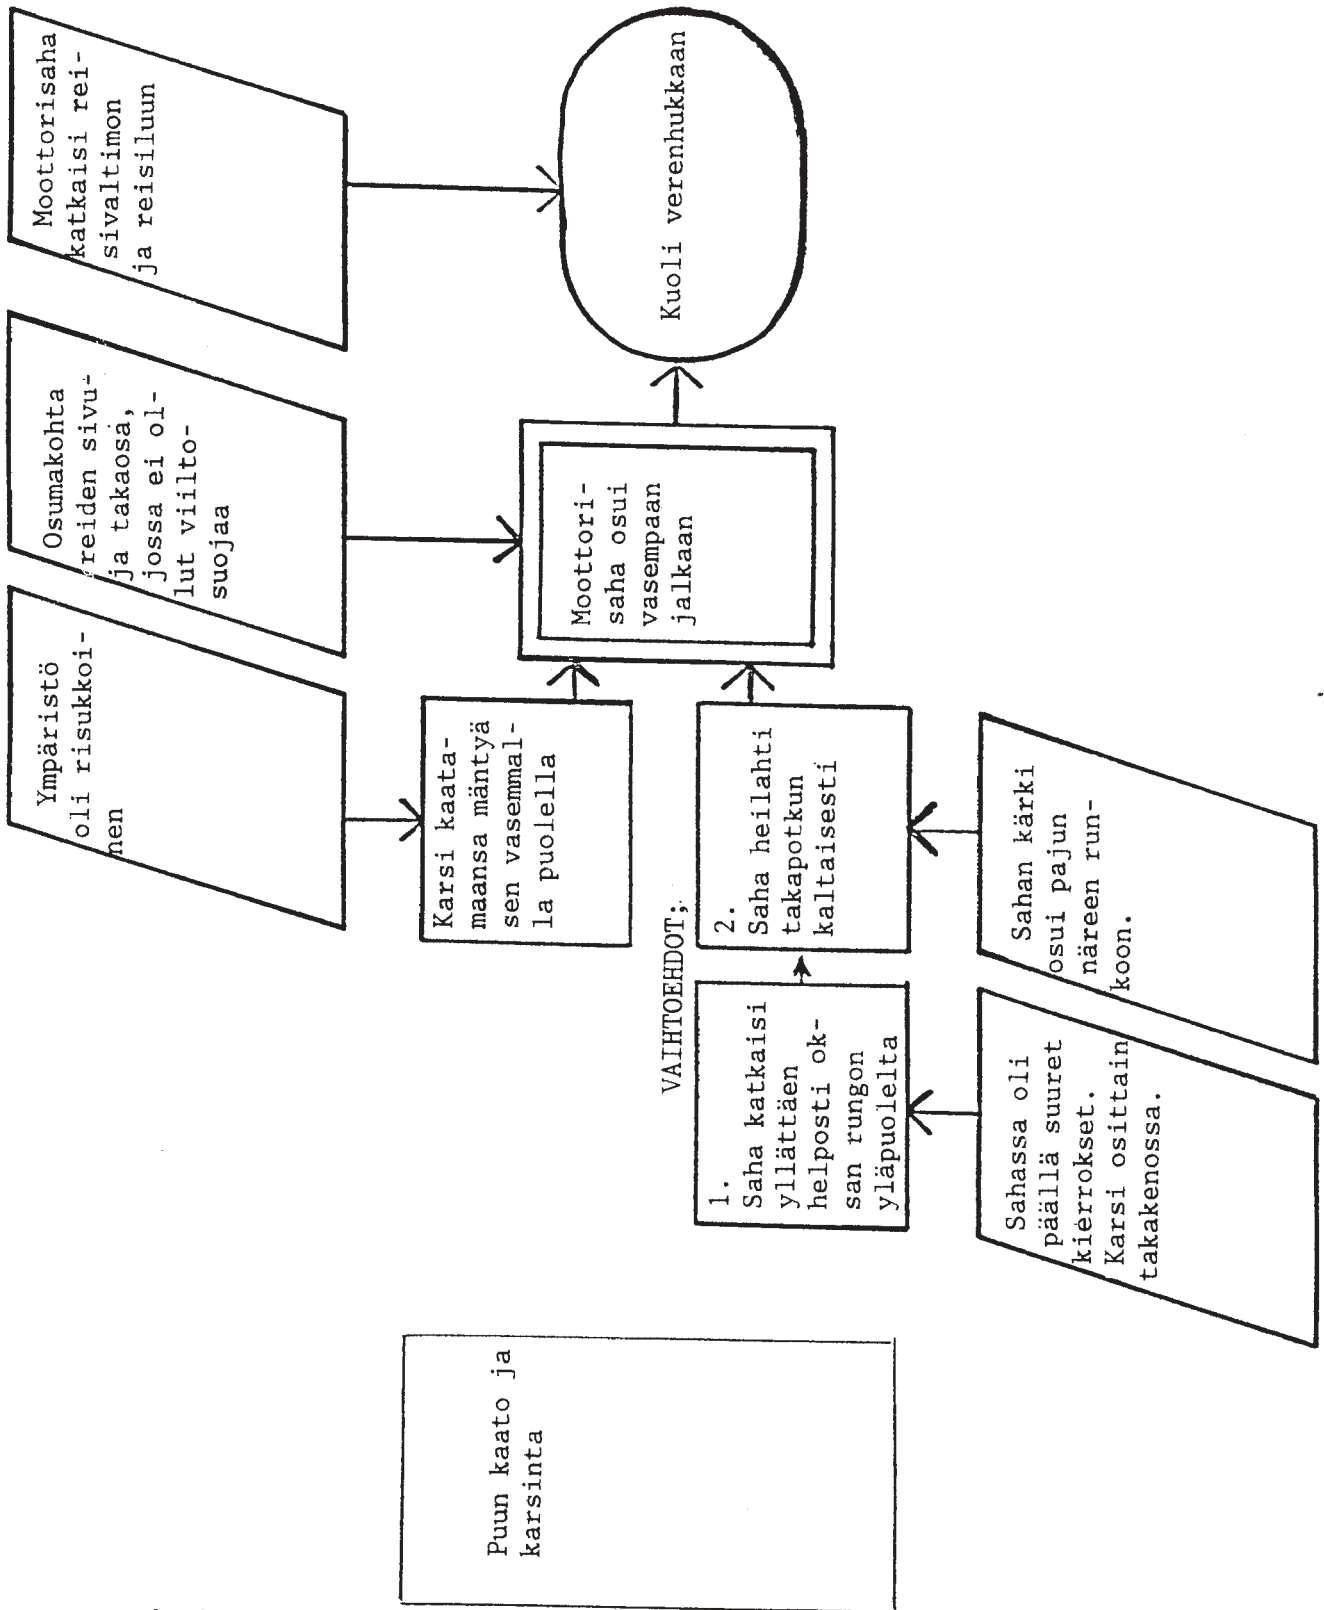 Puun kaato ja
karsinta
Ympäristö
oli risukkoi-
nen
Osumakohta
reiden sivu-
ja takaosa,
jossa ei ol-
lut viilto-
suojaa
Moottorisaha
katkaisi rei-
sivaltimon
ja reisiluun
Karsi kaata-
maansa mäntyä
sen vasemmal-
la puolella
Moottori-
saha osui
vasempaan
jalkaan
Kuoli verenhukkaan
VAIHTOEHDOT;
1.
Saha katkaisi
yllättäen
helposti ok-
san rungon
yläpuolelta
2.
Saha heilahti
takapotkun
kaltaisesti
Sahassa oli
päällä suuret
kierrokset.
Karsi osittain
takakenossa.
Sahan kärki
osui pajun
näreen run-
koon.